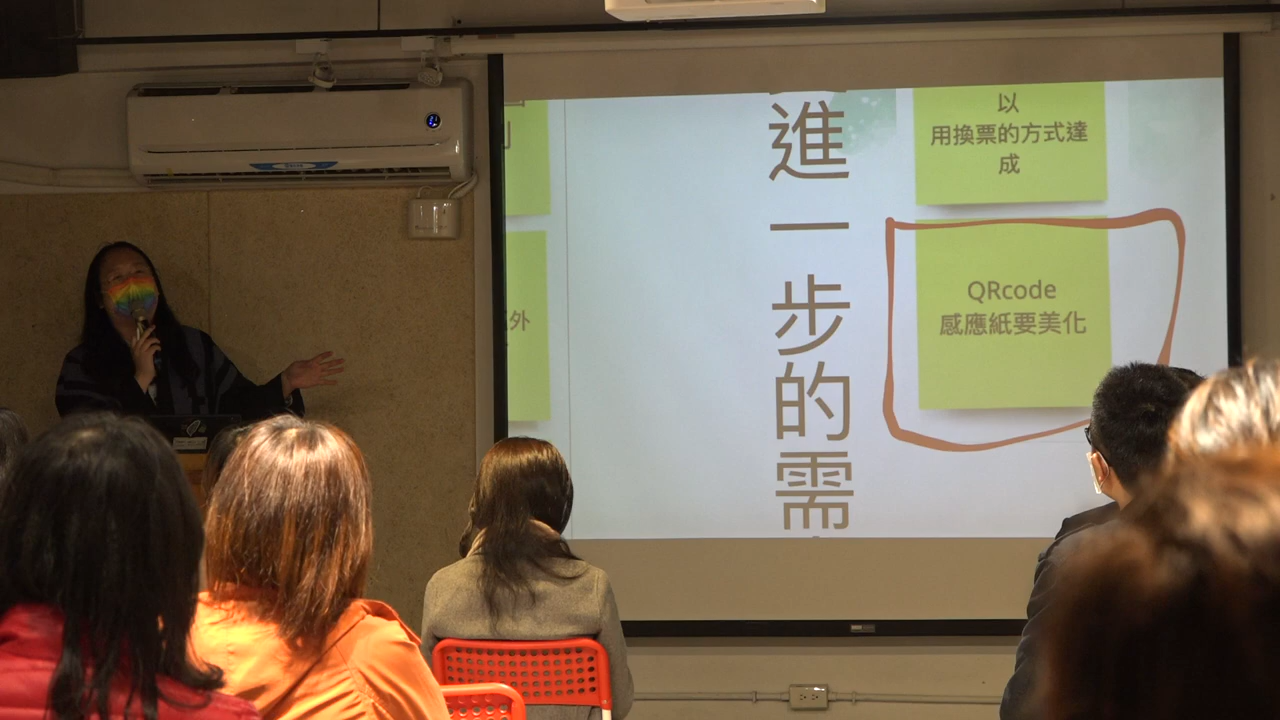 進一步的需
以
用換票的方式達
成
QRcode
感應紙要美化
外